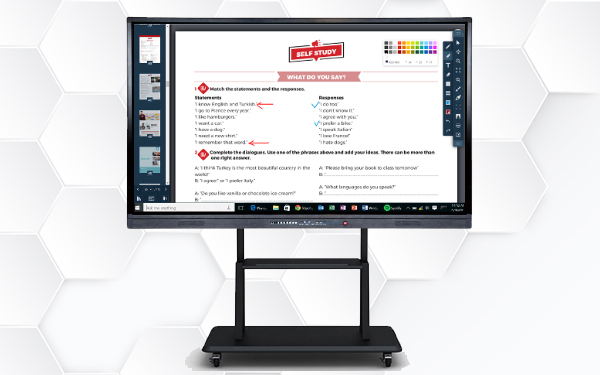 SELF STUDY
WHAT DO YOU SAY?
1 Match the statements and the responses.
Statements
"I know English and Turkish."
"I go to France every year."
"I like hamburgers."
"I want a car."
"I have a dog."
"I need a new shirt."
"I remember that word."
Responses
"I do too."
"I don't know it."
"I agree with you."
"I prefer a bike."
"I speak Italian"
"I love France"
"I hate dogs."
2 Complete the dialogues. Use one of the phrases above and add your ideas. There can be more than
one right answer.
A: "I think Turkey is the most beautiful country in the
world."
B: "I agree" or "I prefer Italy."
A: "Do you like vanilla or chocolate ice cream?"
B: "
A: "Please bring your book to class tomorrow"
B: "
A: "What languages do you speak?"
Ask me anything
Spotify